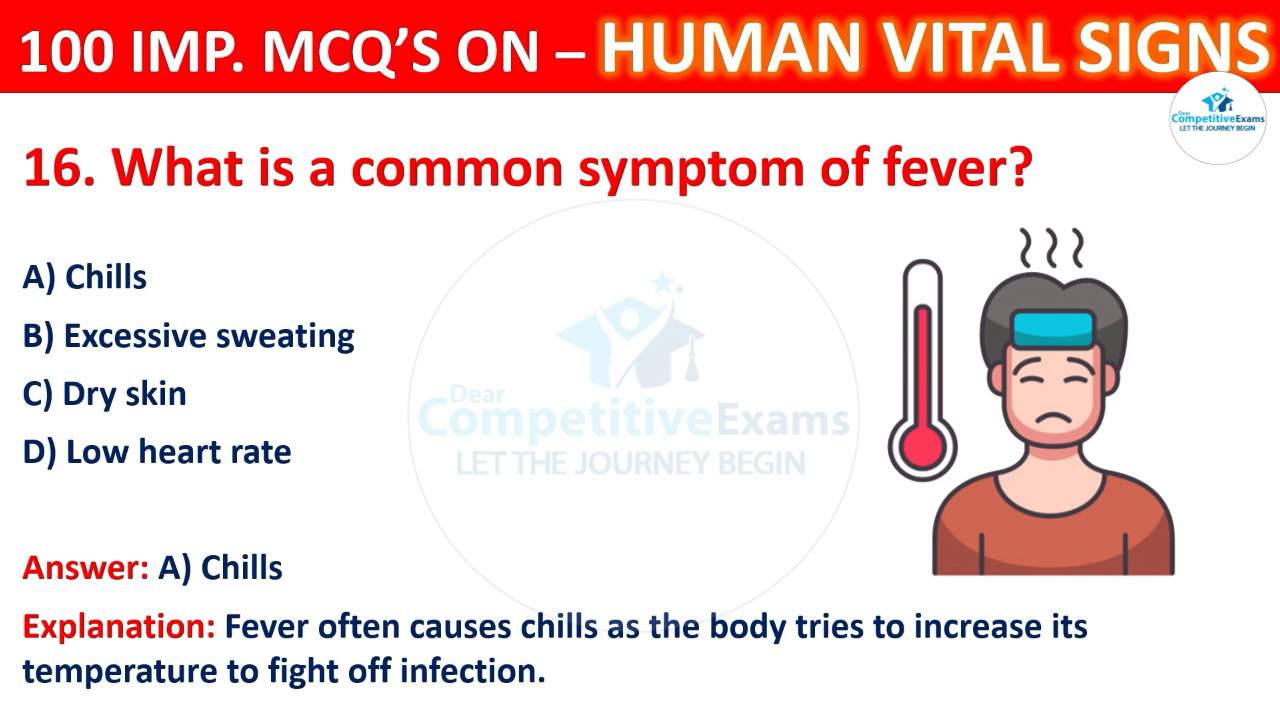 100 IMP. MCQ’S ON – HUMAN VITAL SIGNS
Dear
CompetitiveExams
LET THE JOURNEY BEGIN
16. What is a common symptom of fever?
A) Chills
B) Excessive sweating
C) Dry skin
D) Low heart rate
Dear
CompetitiveExams
LET THE JOURNEY BEGIN
Answer: A) Chills
Explanation: Fever often causes chills as the body tries to increase its
temperature to fight off infection.